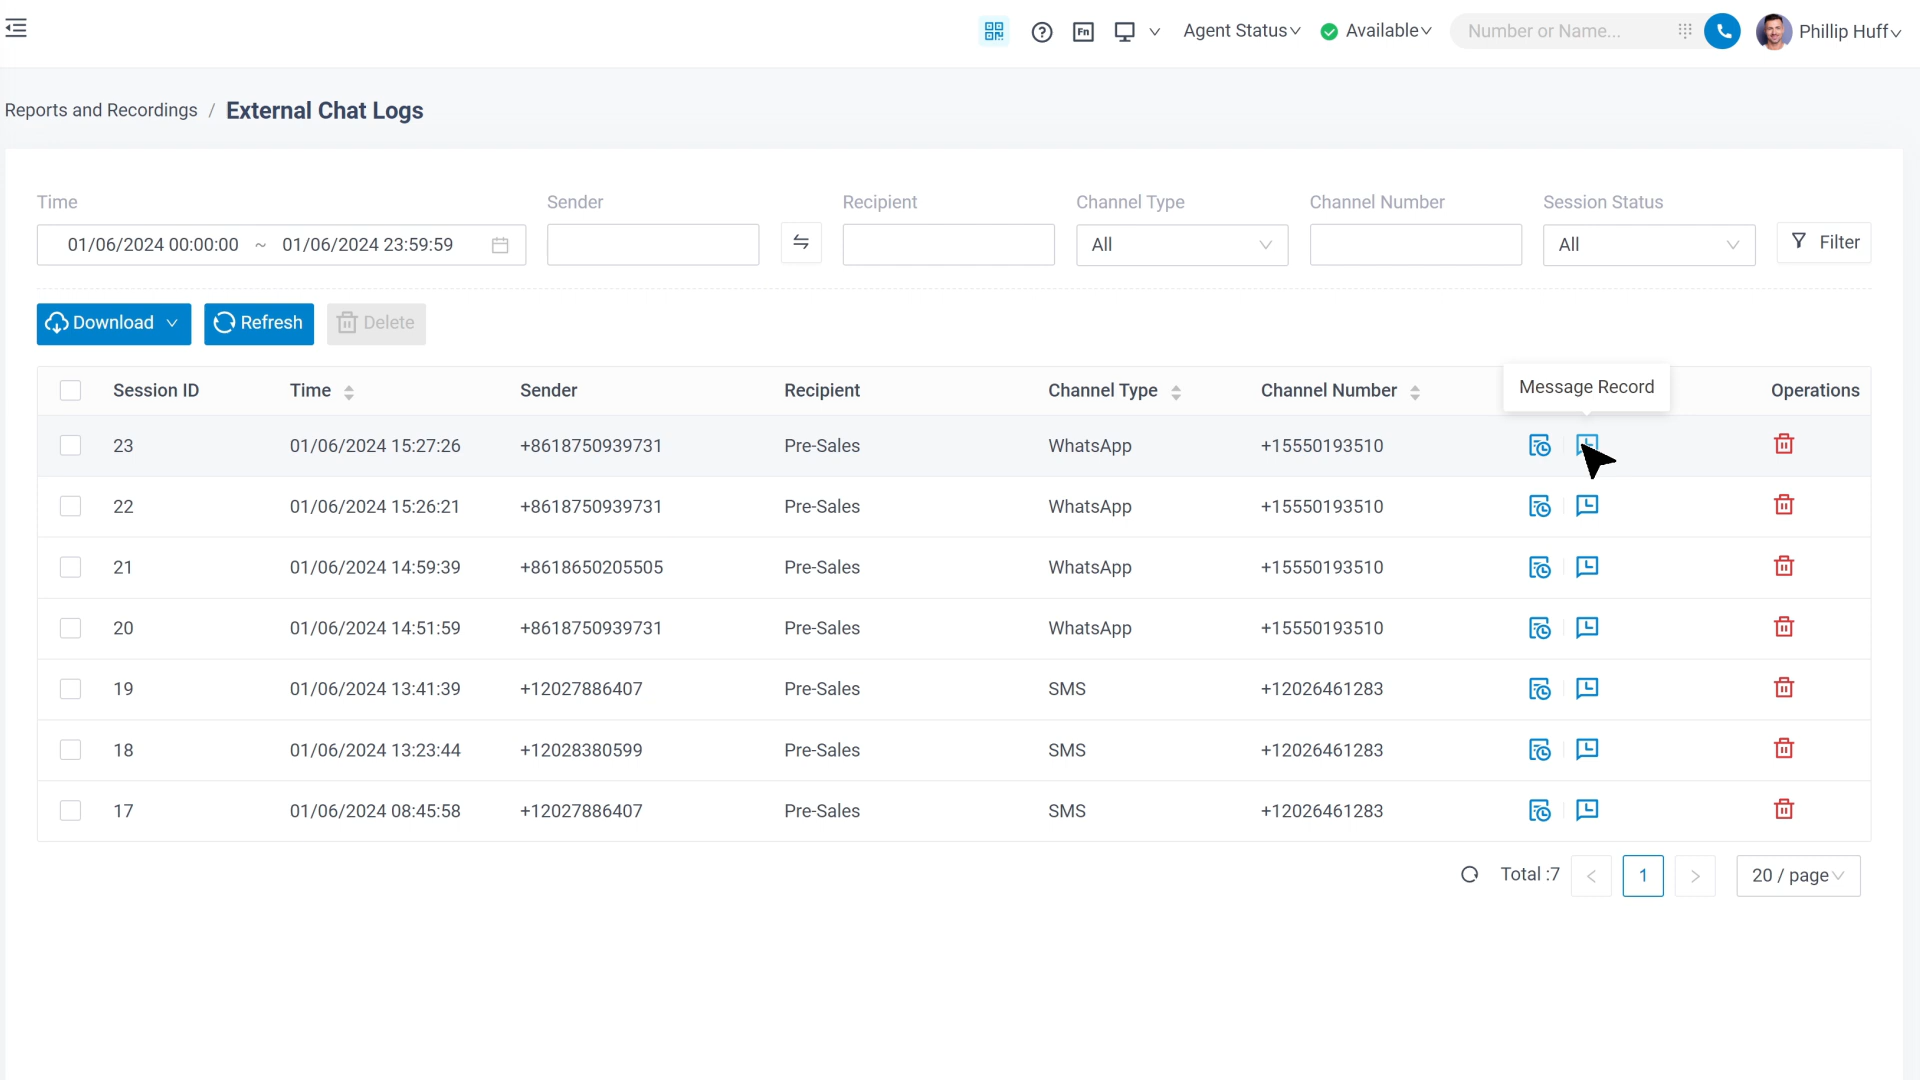 Fn Agent Status Available Number or Name... Phillip Huff
Reports and Recordings / External Chat Logs
Time Sender Recipient Channel Type Channel Number Session Status
01/06/2024 00:00:00 ~ 01/06/2024 23:59:59 All All Filter
Download Refresh Delete
Session ID Time Sender Recipient Channel Type Channel Number Message Record Operations
23 01/06/2024 15:27:26 +8618750939731 Pre-Sales WhatsApp +15550193510
22 01/06/2024 15:26:21 +8618750939731 Pre-Sales WhatsApp +15550193510
21 01/06/2024 14:59:39 +8618650205505 Pre-Sales WhatsApp +15550193510
20 01/06/2024 14:51:59 +8618750939731 Pre-Sales WhatsApp +15550193510
19 01/06/2024 13:41:39 +12027886407 Pre-Sales SMS +12026461283
18 01/06/2024 13:23:44 +12028380599 Pre-Sales SMS +12026461283
17 01/06/2024 08:45:58 +12027886407 Pre-Sales SMS +12026461283
Total :7 < 1 > 20 / page